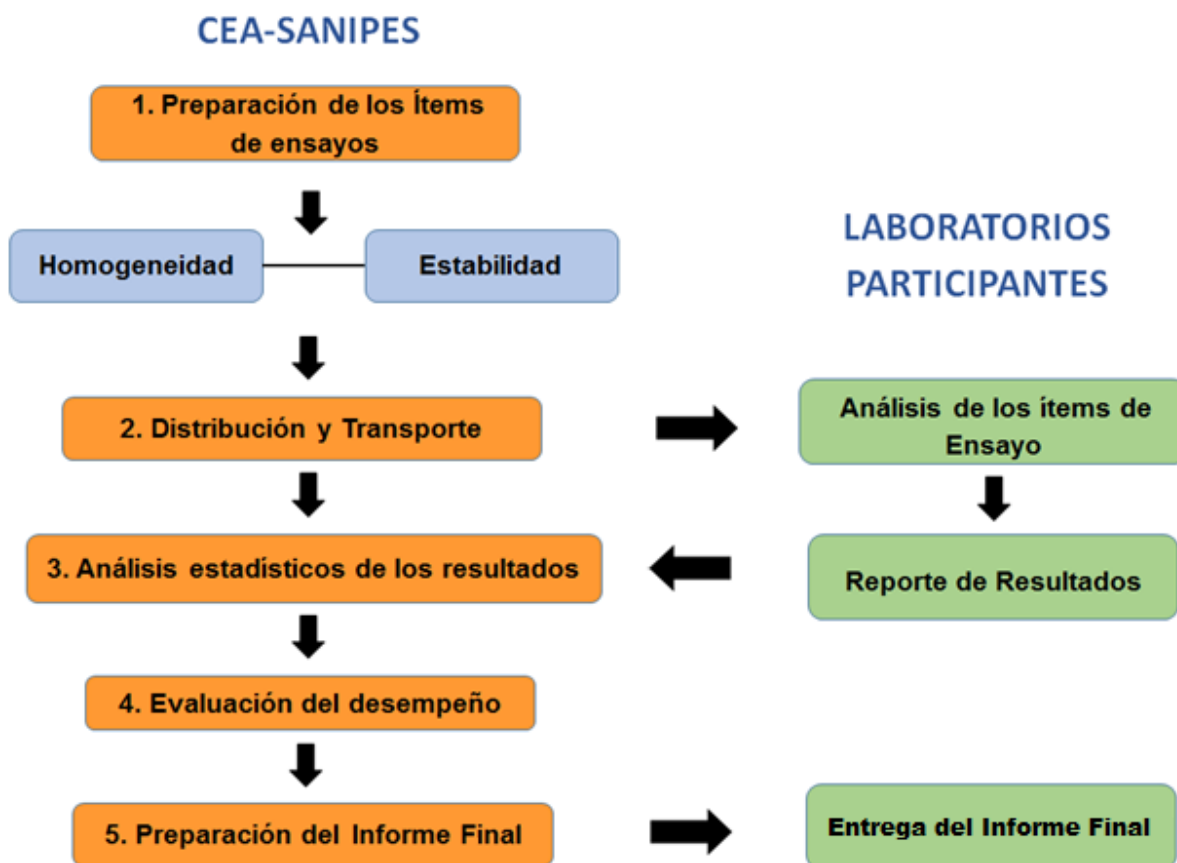 CEA-SANIPES
1. Preparación de los Ítems
de ensayos
Homogeneidad
Estabilidad
LABORATORIOS
PARTICIPANTES
2. Distribución y Transporte
Análisis de los ítems de
Ensayo
3. Análisis estadísticos de los resultados
Reporte de Resultados
4. Evaluación del desempeño
5. Preparación del Informe Final
Entrega del Informe Final